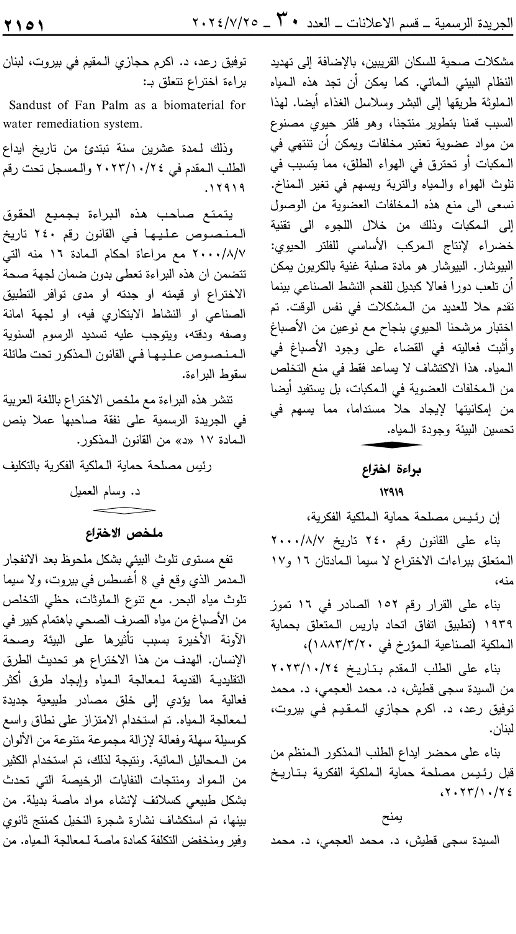 الجريدة الرسمية ــ قسم الاعلانات ــ العدد ٣٠ ــ ٢٠٢٤/٧/٢٥
٢١٥١
مشكلات صحية للسكان القريبين، بالإضافة إلى تهديد
النظام البيئي المائي. كما يمكن أن تجد هذه المياه
الملوثة طريقها إلى البشر وسلاسل الغذاء أيضا. لهذا
السبب قمنا بتطوير منتجنا، وهو فلتر حيوي مصنوع
من مواد عضوية تعتبر مخلفات ويمكن أن تنتهي في
المكبات أو تحترق في الهواء الطلق، مما يتسبب في
تلوث الهواء والمياه والتربة ويسهم في تغير المناخ.
نسعى الى منع هذه المخلفات العضوية من الوصول
إلى المكبات وذلك من خلال اللجوء الى تقنية
خضراء لإنتاج المركب الأساسي للفلتر الحيوي:
البيوشار. البيوشار هو مادة صلبة غنية بالكربون يمكن
أن تلعب دورا فعالا كبديل للفحم النشط الصناعي بينما
تقدم حلا للعديد من المشكلات في نفس الوقت. تم
اختبار مرشحنا الحيوي بنجاح مع نوعين من الأصباغ
وأثبت فعاليته في القضاء على وجود الأصباغ في
المياه. هذا الاكتشاف لا يساعد فقط في منع التخلص
من المخلفات العضوية في المكبات، بل يستفيد أيضا
من إمكانيتها لإيجاد حلا مستداما، مما يسهم في
تحسين البيئة وجودة المياه.
براءة اختراع
١٢٩١٩
إن رئيس مصلحة حماية الملكية الفكرية،
بناء على القانون رقم ٢٤٠ تاريخ ٢٠٠٠/٨/٧
المتعلق ببراءات الاختراع لا سيما المادتان ١٦ و١٧
منه،
بناء على القرار رقم ١٥٢ الصادر في ١٦ تموز
١٩٣٩ (تطبيق اتفاق اتحاد باريس المتعلق بحماية
الملكية الصناعية المؤرخ في ١٨٨٣/٣/٢٠)،
بناء على الطلب المقدم بتاريخ ٢٠٢٣/١٠/٢٤
من السيدة سجى قطيش، د. محمد العجمي، د. محمد
توفيق رعد، د. اكرم حجازي المقيم في بيروت،
لبنان.
بناء على محضر ايداع الطلب المذكور المنظم من
قبل رئيس مصلحة حماية الملكية الفكرية بتاريخ
٢٠٢٣/١٠/٢٤،
يمنح
السيدة سجى قطيش، د. محمد العجمي، د. محمد
توفيق رعد، د. اكرم حجازي المقيم في بيروت، لبنان
براءة اختراع تتعلق بـ:
Sandust of Fan Palm as a biomaterial for
water remediation system.
وذلك لمدة عشرين سنة تبتدئ من تاريخ ايداع
الطلب المقدم في ٢٠٢٣/١٠/٢٤ والمسجل تحت رقم
١٢٩١٩.
يتمتع صاحب هذه البراءة بجميع الحقوق
المنصوص عليها في القانون رقم ٢٤٠ تاريخ
٢٠٠٠/٨/٧ مع مراعاة احكام المادة ١٦ منه التي
تتضمن ان هذه البراءة تعطى بدون ضمان لجهة صحة
الاختراع او قيمته او جدته او مدى توافر التطبيق
الصناعي او النشاط الابتكاري فيه، او لجهة امانة
وصفه ودقته، ويتوجب عليه تسديد الرسوم السنوية
المنصوص عليها في القانون المذكور تحت طائلة
سقوط البراءة.
تنشر هذه البراءة مع ملخص الاختراع باللغة العربية
في الجريدة الرسمية على نفقة صاحبها عملا بنص
المادة ١٧ «د» من القانون المذكور.
رئيس مصلحة حماية الملكية الفكرية بالتكليف
د. وسام العميل
ملخص الاختراع
تفع مستوى تلوث البيئي بشكل ملحوظ بعد الانفجار
المدمر الذي وقع في 8 أغسطس في بيروت، ولا سيما
تلوث مياه البحر. مع تنوع الملوثات، حظي التخلص
من الأصباغ من مياه الصرف الصحي باهتمام كبير في
الآونة الأخيرة بسبب تأثيرها على البيئة وصحة
الإنسان. الهدف من هذا الاختراع هو تحديث الطرق
التقليدية القديمة لمعالجة المياه وإيجاد طرق أكثر
فعالية مما يؤدي إلى خلق مصادر طبيعية جديدة
لمعالجة المياه. تم استخدام الامتزاز على نطاق واسع
كوسيلة سهلة وفعالة لإزالة مجموعة متنوعة من الألوان
من المحاليل المائية. ونتيجة لذلك، تم استخدام الكثير
من المواد ومنتجات النفايات الرخيصة التي تحدث
بشكل طبيعي كسلائف لإنشاء مواد ماصة بديلة. من
بينها، تم استكشاف نشارة شجرة النخيل كمنتج ثانوي
وفير ومنخفض التكلفة كمادة ماصة لمعالجة المياه. من